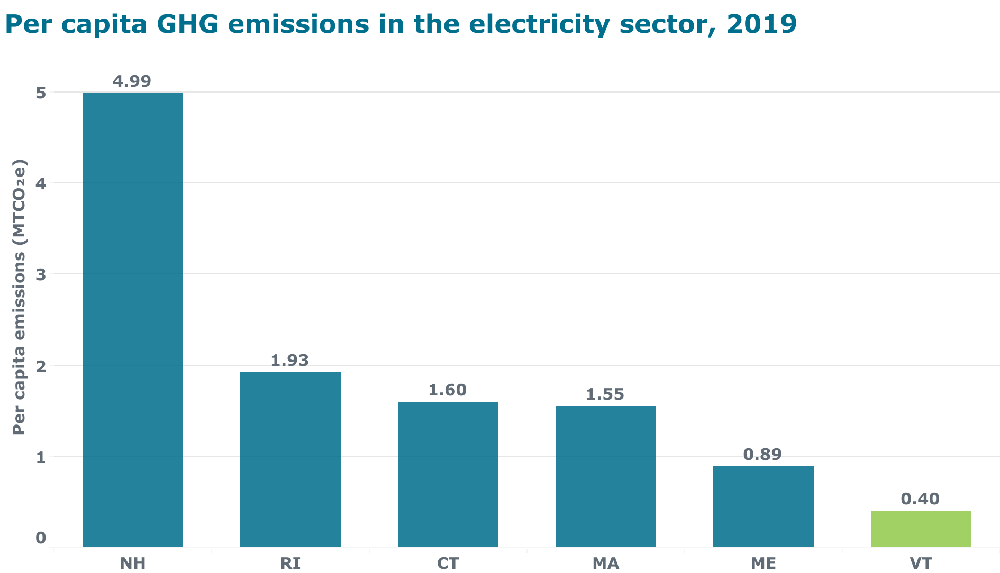 Per capita GHG emissions in the electricity sector, 2019
Per capita emissions (MTCO₂e)
5
4
3
2
1
0
4.99
1.93
1.60
1.55
0.89
0.40
NH
RI
CT
MA
ME
VT